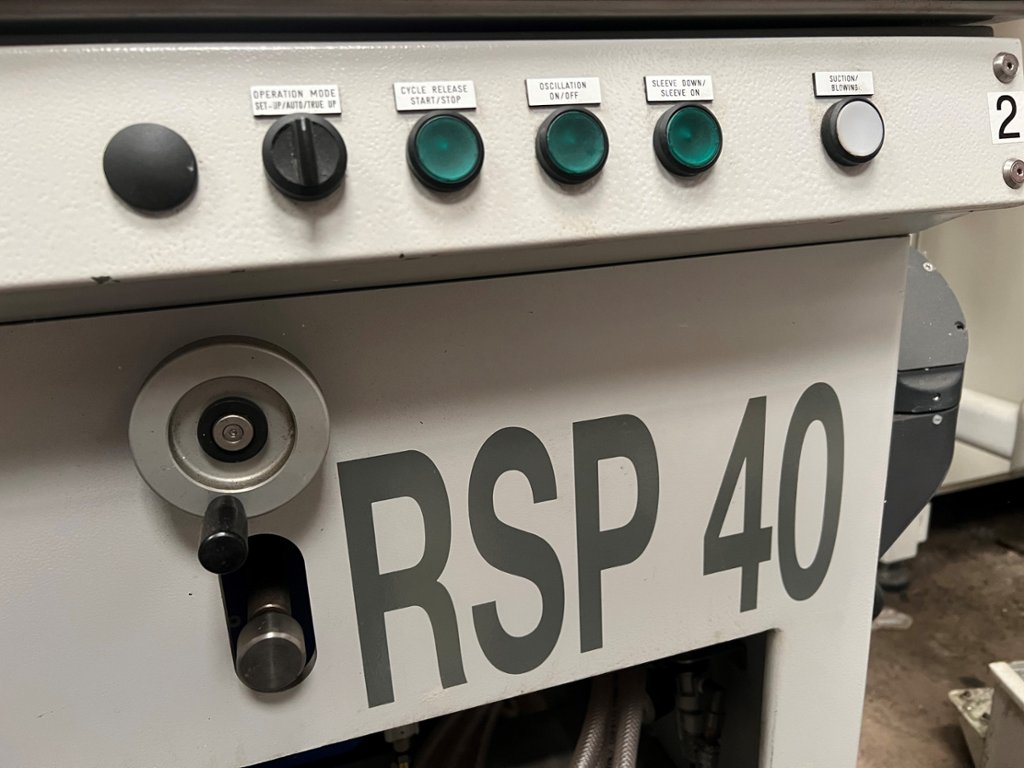 OPERATION MODE
SET-UP/AUTO/TRUE UP
CYCLE RELEASE
START/STOP
OSCILLATION
ON/OFF
SLEEVE DOWN/
SLEEVE ON
SUCTION/
BLOWING
2
RSP 40